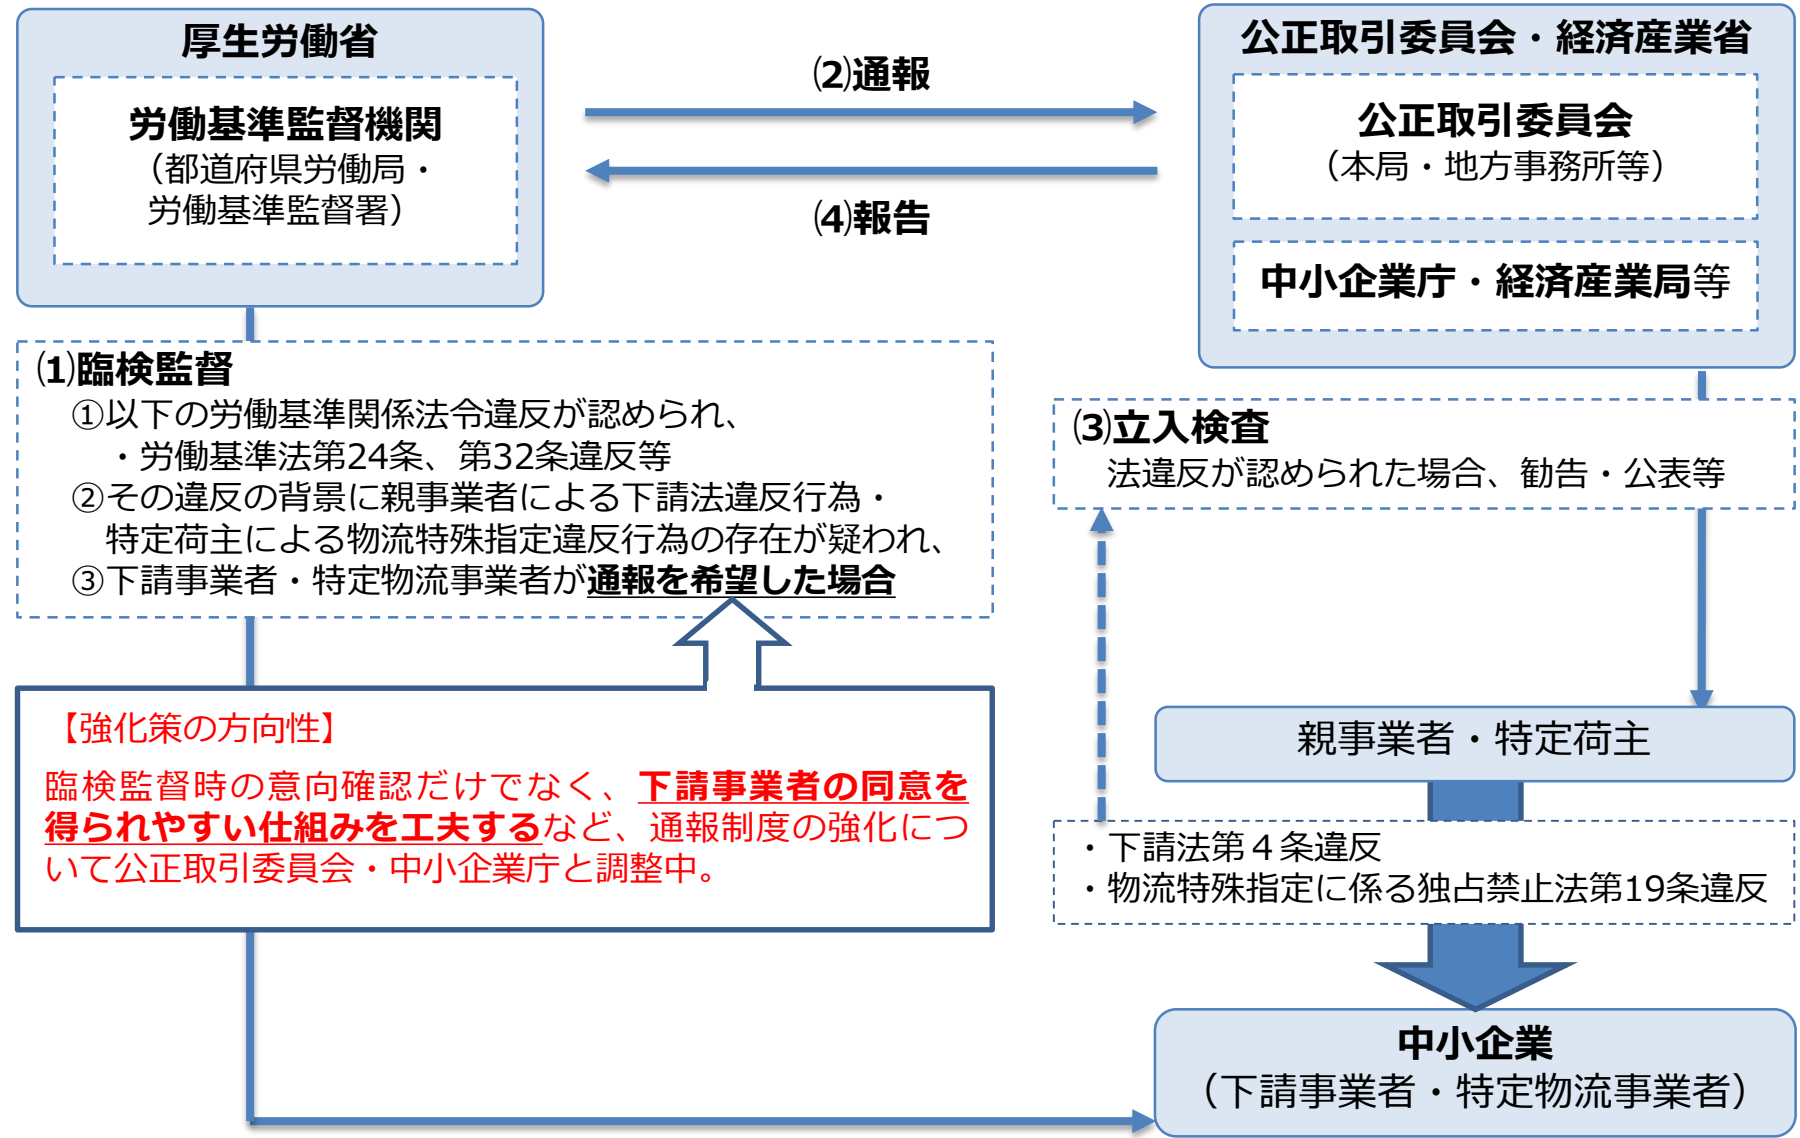 厚生労働省
労働基準監督機関
（都道府県労働局・
労働基準監督署）
⑵通報
⑷報告
公正取引委員会・経済産業省
公正取引委員会
（本局・地方事務所等）
中小企業庁・経済産業局等
⑴臨検監督
①以下の労働基準関係法令違反が認められ、
・労働基準法第24条、第32条違反等
②その違反の背景に親事業者による下請法違反行為・
特定荷主による物流特殊指定違反行為の存在が疑われ、
③下請事業者・特定物流事業者が通報を希望した場合
⑶立入検査
法違反が認められた場合、勧告・公表等
【強化策の方向性】
臨検監督時の意向確認だけでなく、下請事業者の同意を
得られやすい仕組みを工夫するなど、通報制度の強化につ
いて公正取引委員会・中小企業庁と調整中。
親事業者・特定荷主
・下請法第４条違反
・物流特殊指定に係る独占禁止法第19条違反
中小企業
（下請事業者・特定物流事業者）